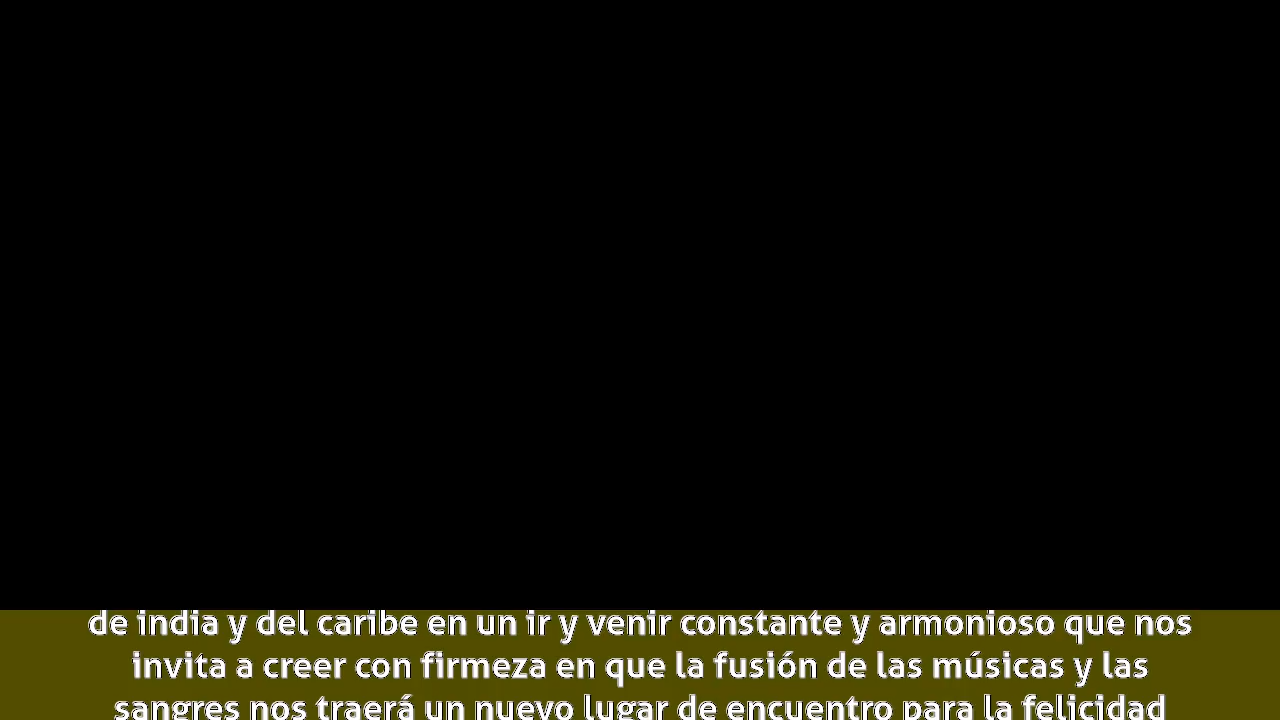 de india y del caribe en un ir y venir constante y armonioso que nos
invita a creer con firmeza en que la fusión de las músicas y las
sangres nos traerá un nuevo lugar de encuentro para la felicidad